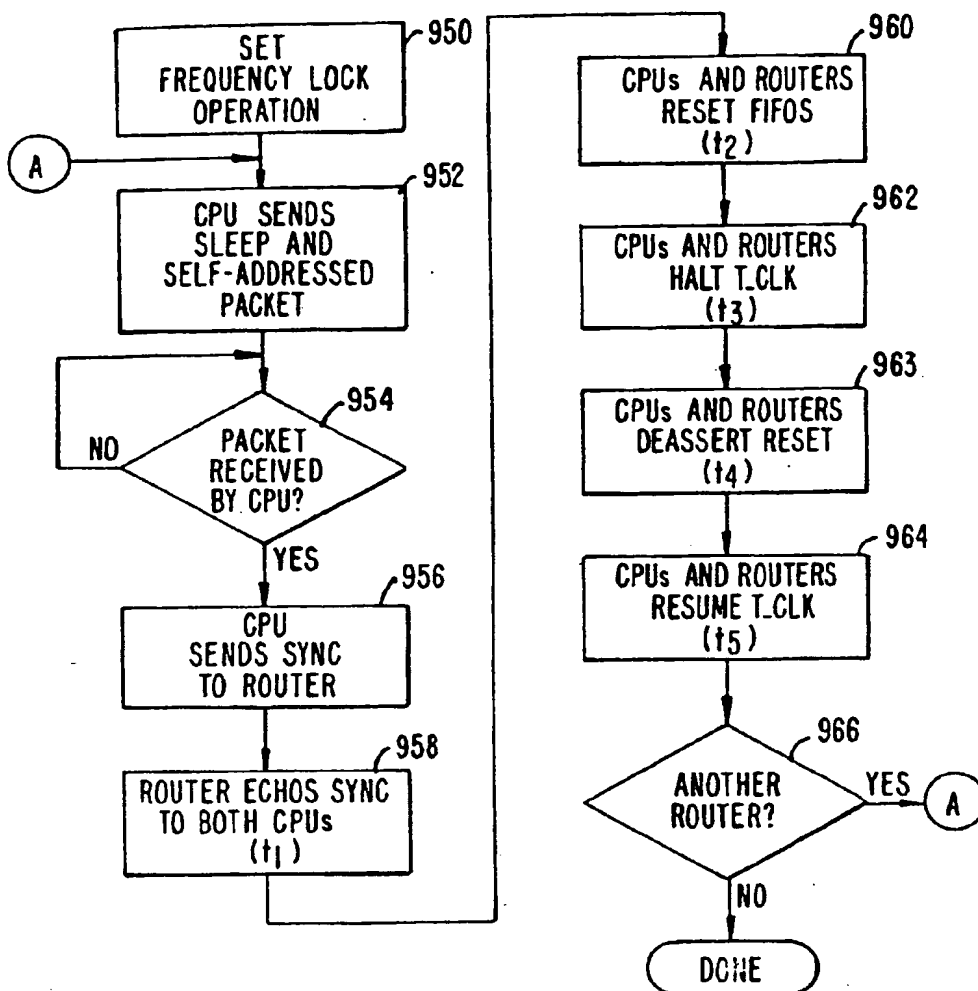 950
SET
FREQUENCY LOCK
OPERATION
A
952
CPU SENDS
SLEEP AND
SELF-ADDRESSED
PACKET
954
NO
PACKET
RECEIVED
BY CPU?
YES
956
CPU
SENDS SYNC
TO ROUTER
958
ROUTER ECHOS SYNC
TO BOTH CPUs
(t1)
960
CPUs AND ROUTERS
RESET FIFOS
(t2)
962
CPUs AND ROUTERS
HALT T_CLK
(t3)
963
CPUs AND ROUTERS
DEASSERT RESET
(t4)
964
CPUs AND ROUTERS
RESUME T_CLK
(t5)
966
ANOTHER
ROUTER?
YES
A
NO
DONE